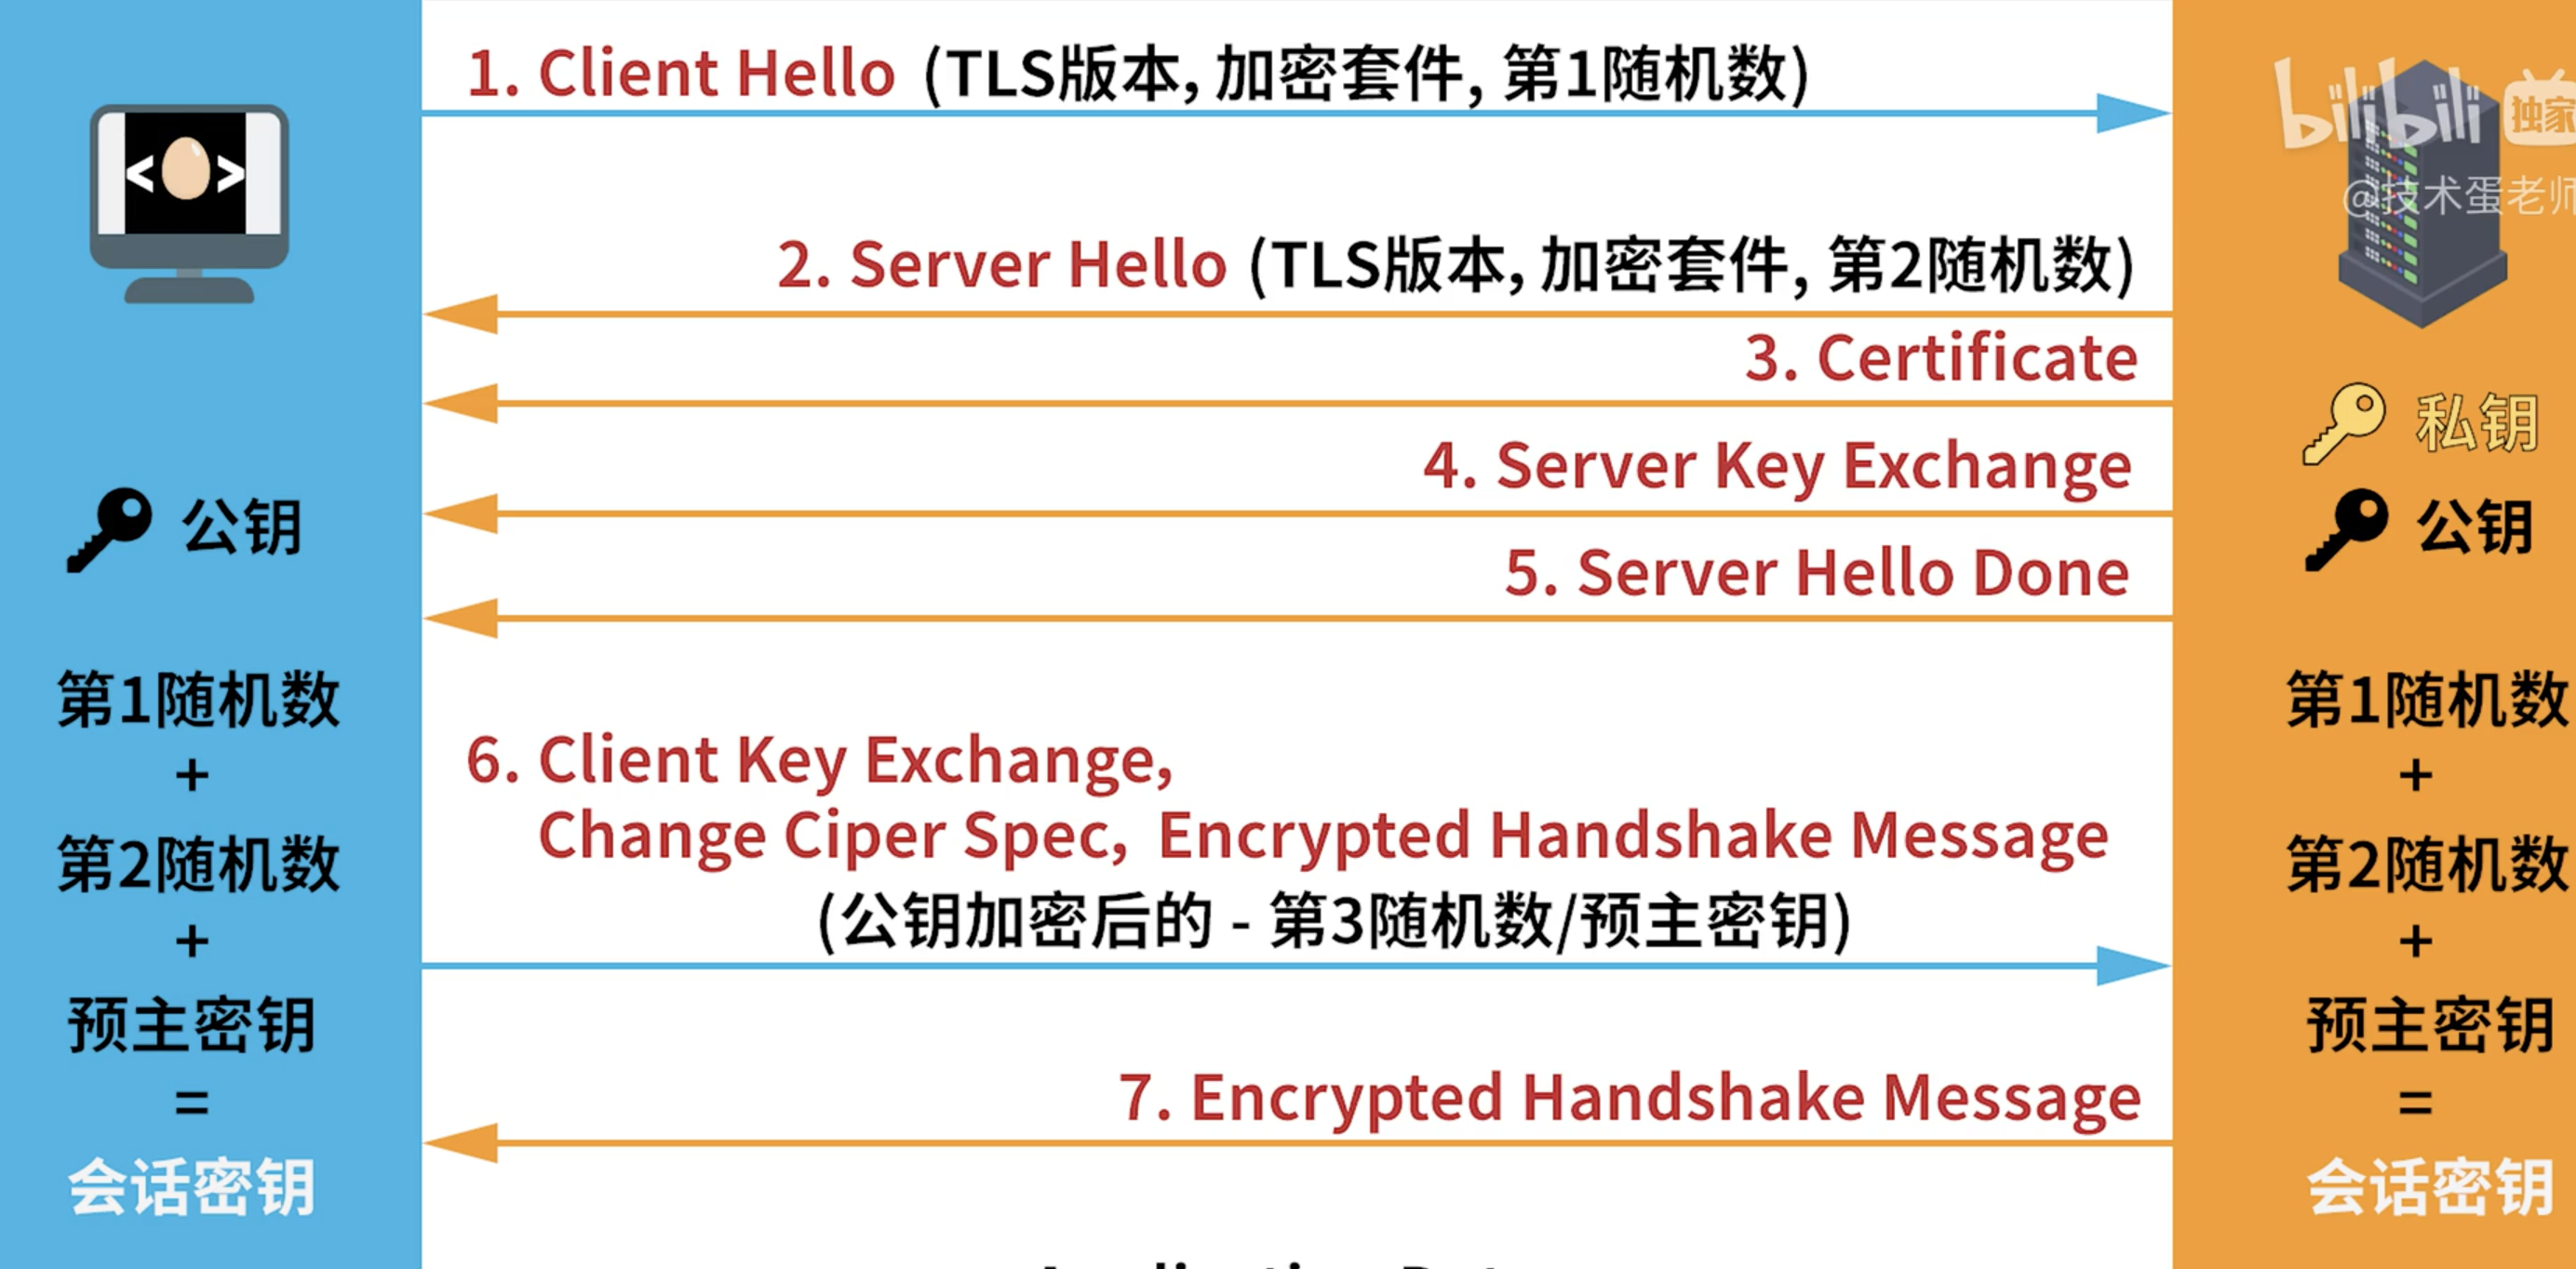 1. Client Hello (TLS版本, 加密套件, 第1随机数)
bilibili 独家
@技术蛋老师
< >
2. Server Hello (TLS版本, 加密套件, 第2随机数)
3. Certificate
私钥
4. Server Key Exchange
公钥
公钥
5. Server Hello Done
第1随机数
+
第2随机数
+
预主密钥
=
会话密钥
6. Client Key Exchange,
Change Ciper Spec, Encrypted Handshake Message
(公钥加密后的 - 第3随机数/预主密钥)
7. Encrypted Handshake Message
第1随机数
+
第2随机数
+
预主密钥
=
会话密钥